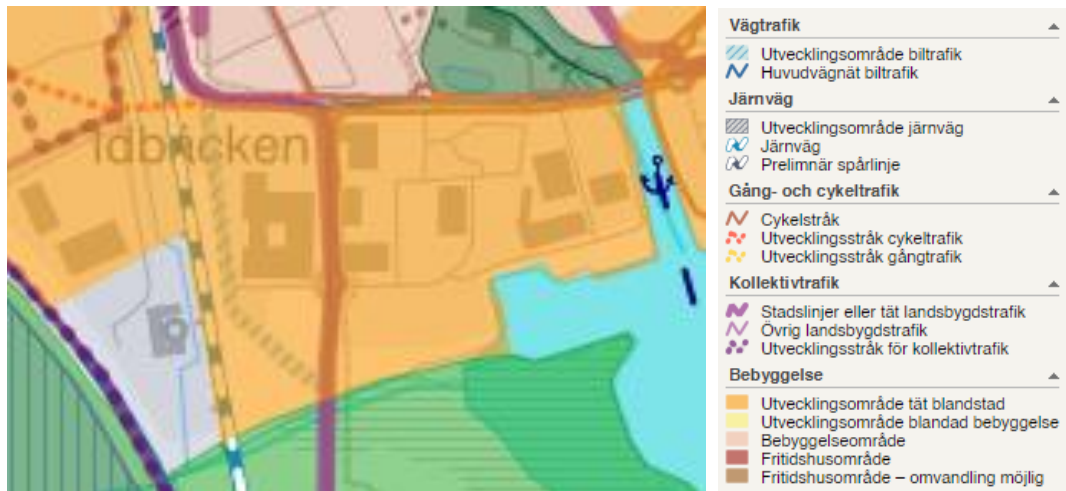 Idbäcken
Vägtrafik
Utvecklingsområde biltrafik
Huvudvägnät biltrafik
Järnväg
Utvecklingsområde järnväg
Järnväg
Prelimnär spårlinje
Gång- och cykeltrafik
Cykelstråk
Utvecklingsstråk cykeltrafik
Utvecklingsstråk gångtrafik
Kollektivtrafik
Stadslinjer eller tät landsbygdstrafik
Övrig landsbygdstrafik
Utvecklingsstråk för kollektivtrafik
Bebyggelse
Utvecklingsområde tät blandstad
Utvecklingsområde blandad bebyggelse
Bebyggelseområde
Fritidshusområde
Fritidshusområde – omvandling möjlig